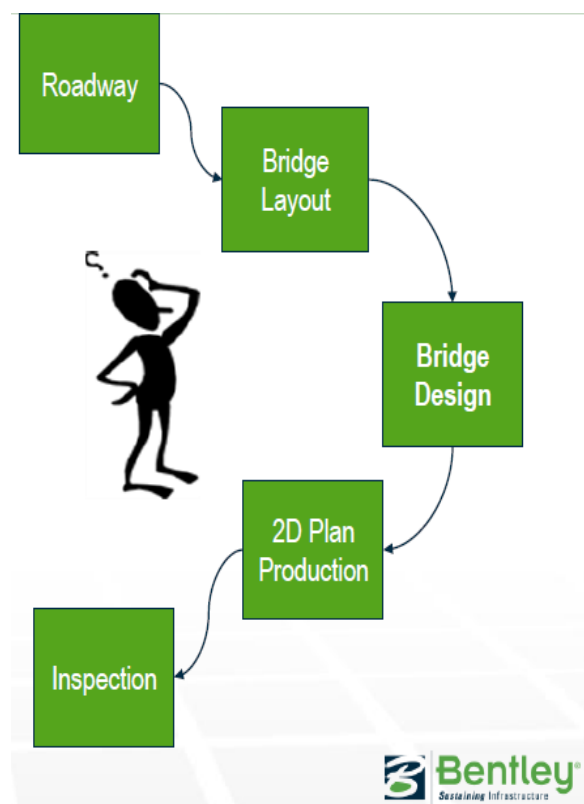 Roadway
Bridge
Layout
?
Bridge
Design
2D Plan
Production
Inspection
Bentley®
Sustaining Infrastructure